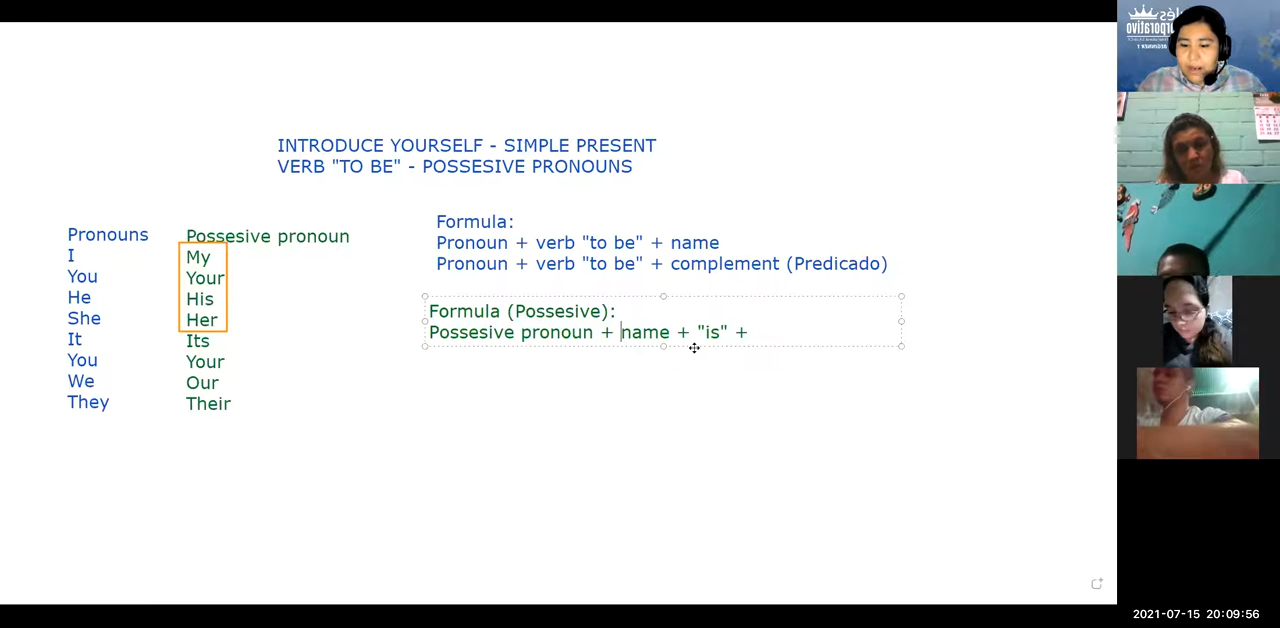 INTRODUCE YOURSELF - SIMPLE PRESENT
VERB "TO BE" - POSSESIVE PRONOUNS
Pronouns
I
You
He
She
It
You
We
They
Possesive pronoun
My
Your
His
Her
Its
Your
Our
Their
Formula:
Pronoun + verb "to be" + name
Pronoun + verb "to be" + complement (Predicado)
Formula (Possesive):
Possesive pronoun + name + "is" +
2021-07-15 20:09:56